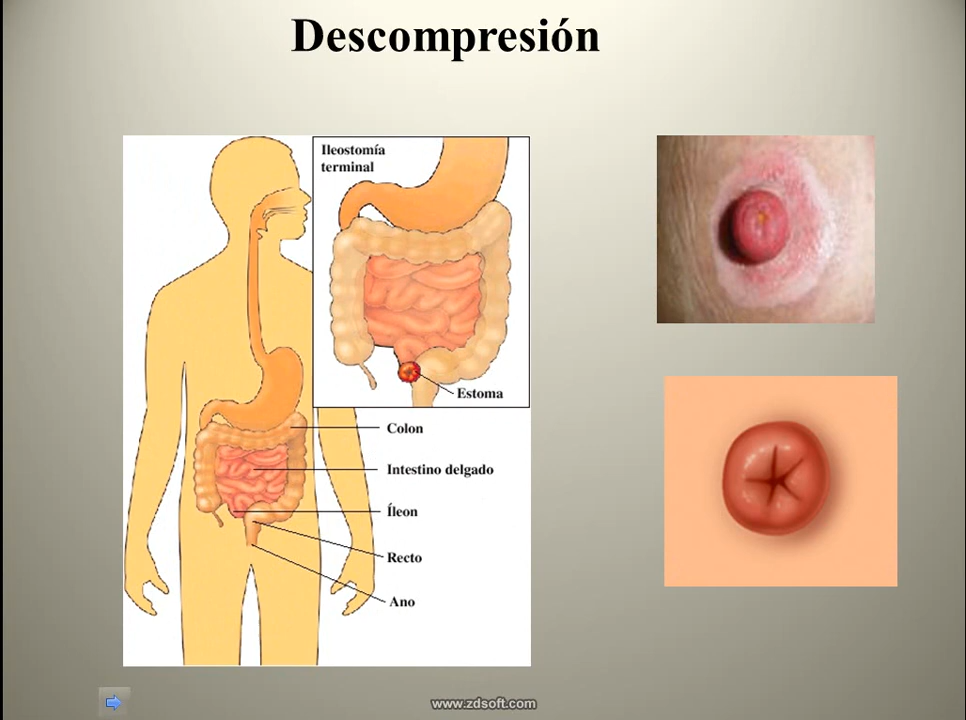 Descompresión
Ileostomía
terminal
Estoma
Colon
Intestino delgado
Íleon
Recto
Ano
www.zdsoft.com